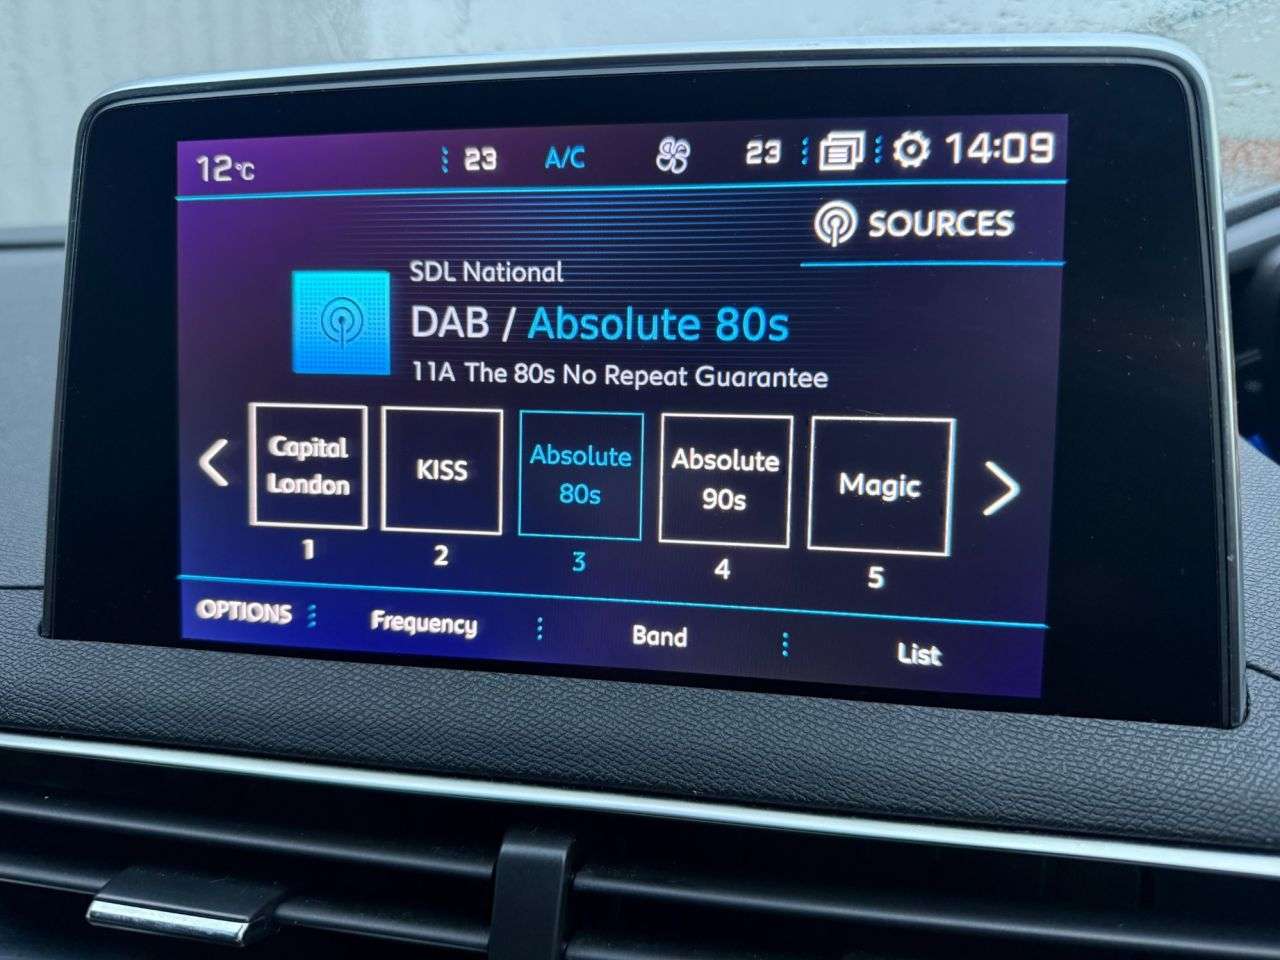 12°C 23 A/C 23 14:09
SOURCES
SDL National
DAB / Absolute 80s
11A The 80s No Repeat Guarantee
Capital London
KISS
Absolute 80s
Absolute 90s
Magic
1 2 3 4 5
OPTIONS Frequency Band List